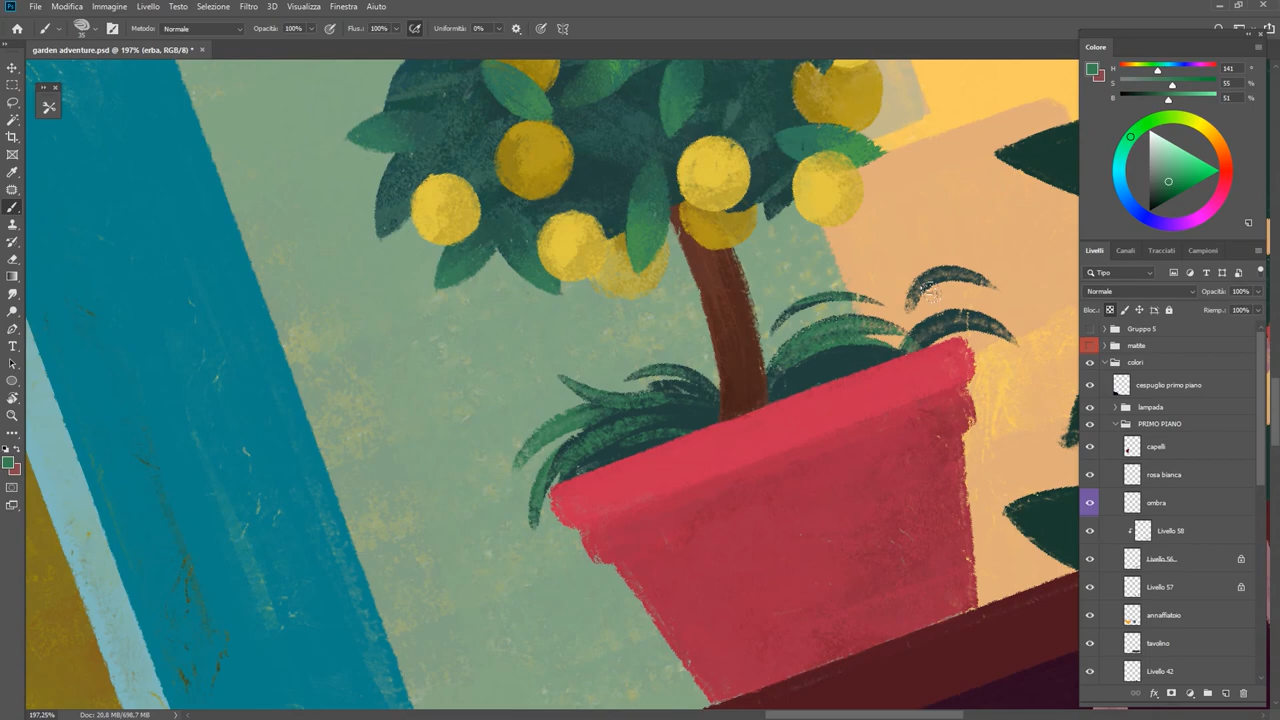 File Modifica Immagine Livello Testo Selezione Filtro 3D Visualizza Finestra Aiuto
35 Metodo: Normale Opacità: 100% Flus.: 100% Uniformità: 0%
garden adventure.psd @ 197% (erba, RGB/8) * ×
Colore
H 141 °
S 55 %
B 51 %
Livelli Canali Tracciati Campioni
Tipo
Normale Opacità: 100%
Bloc.: Riemp.: 100%
Gruppo 5
matite
colori
cespuglio primo piano
lampada
PRIMO PIANO
capelli
rosa bianca
ombra
Livello 58
Livello 56
Livello 57
annaffiatoio
tavolino
Livello 42
197,25% Doc: 20,8 MB/698,7 MB